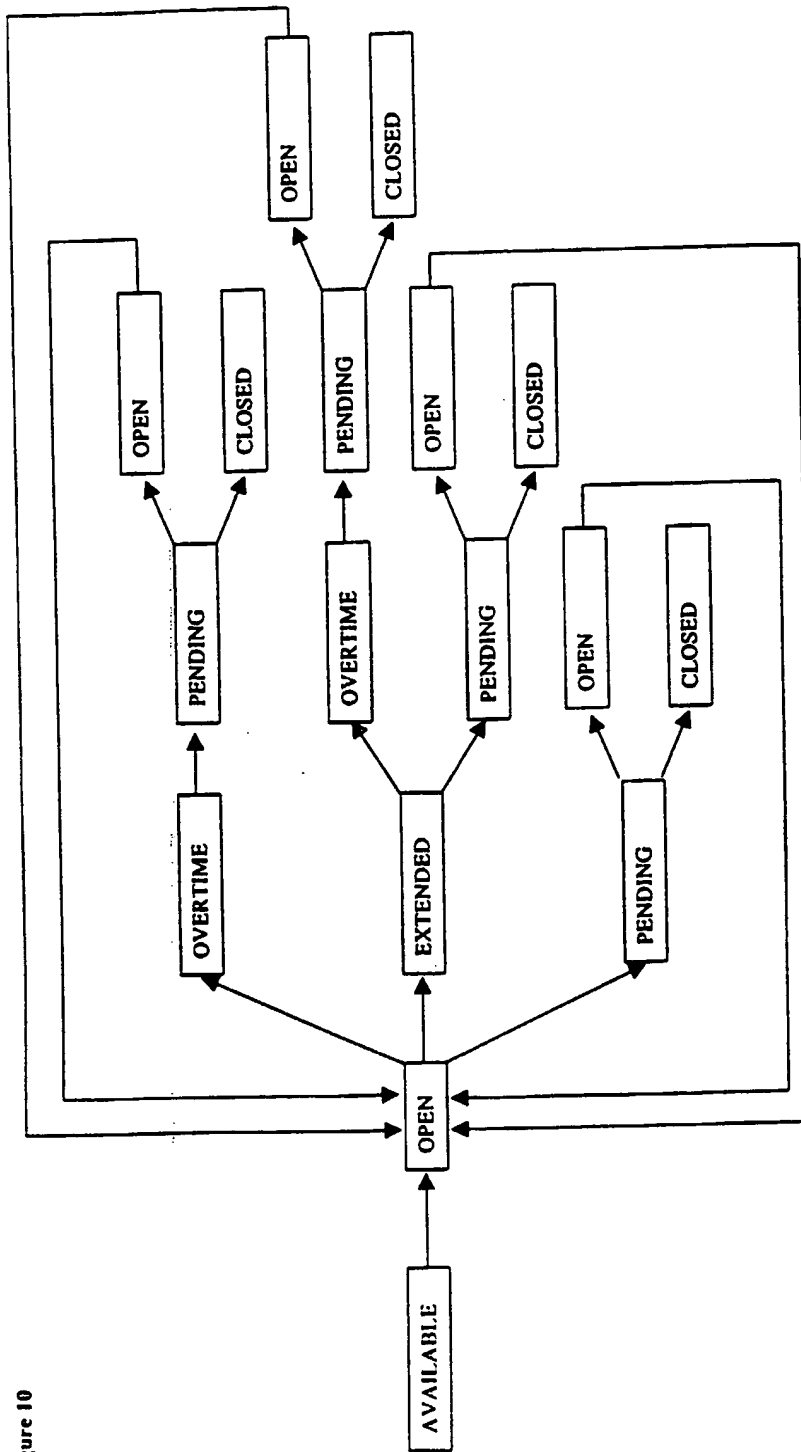 ure 10
AVAILABLE
OPEN
OVERTIME
EXTENDED
PENDING
PENDING
OVERTIME
PENDING
OPEN
CLOSED
OPEN
CLOSED
PENDING
OPEN
CLOSED
OPEN
CLOSED